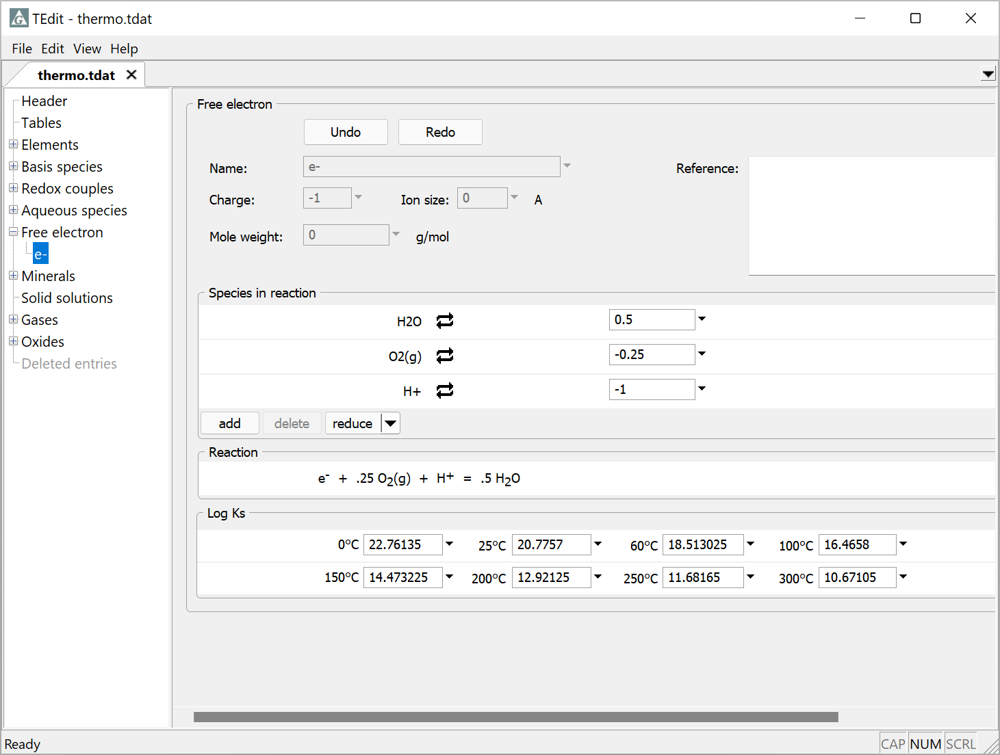 TEdit - thermo.tdat
File Edit View Help
thermo.tdat
Header
Tables
Elements
Basis species
Redox couples
Aqueous species
Free electron
e-
Minerals
Solid solutions
Gases
Oxides
Deleted entries
Free electron
Undo Redo
Name: e- Reference:
Charge: -1 Ion size: 0 A
Mole weight: 0 g/mol
Species in reaction
H2O 0.5
O2(g) -0.25
H+ -1
add delete reduce
Reaction
e⁻ + .25 O₂(g) + H⁺ = .5 H₂O
Log Ks
0°C 22.76135 25°C 20.7757 60°C 18.513025 100°C 16.4658
150°C 14.473225 200°C 12.92125 250°C 11.68165 300°C 10.67105
Ready CAP NUM SCRL